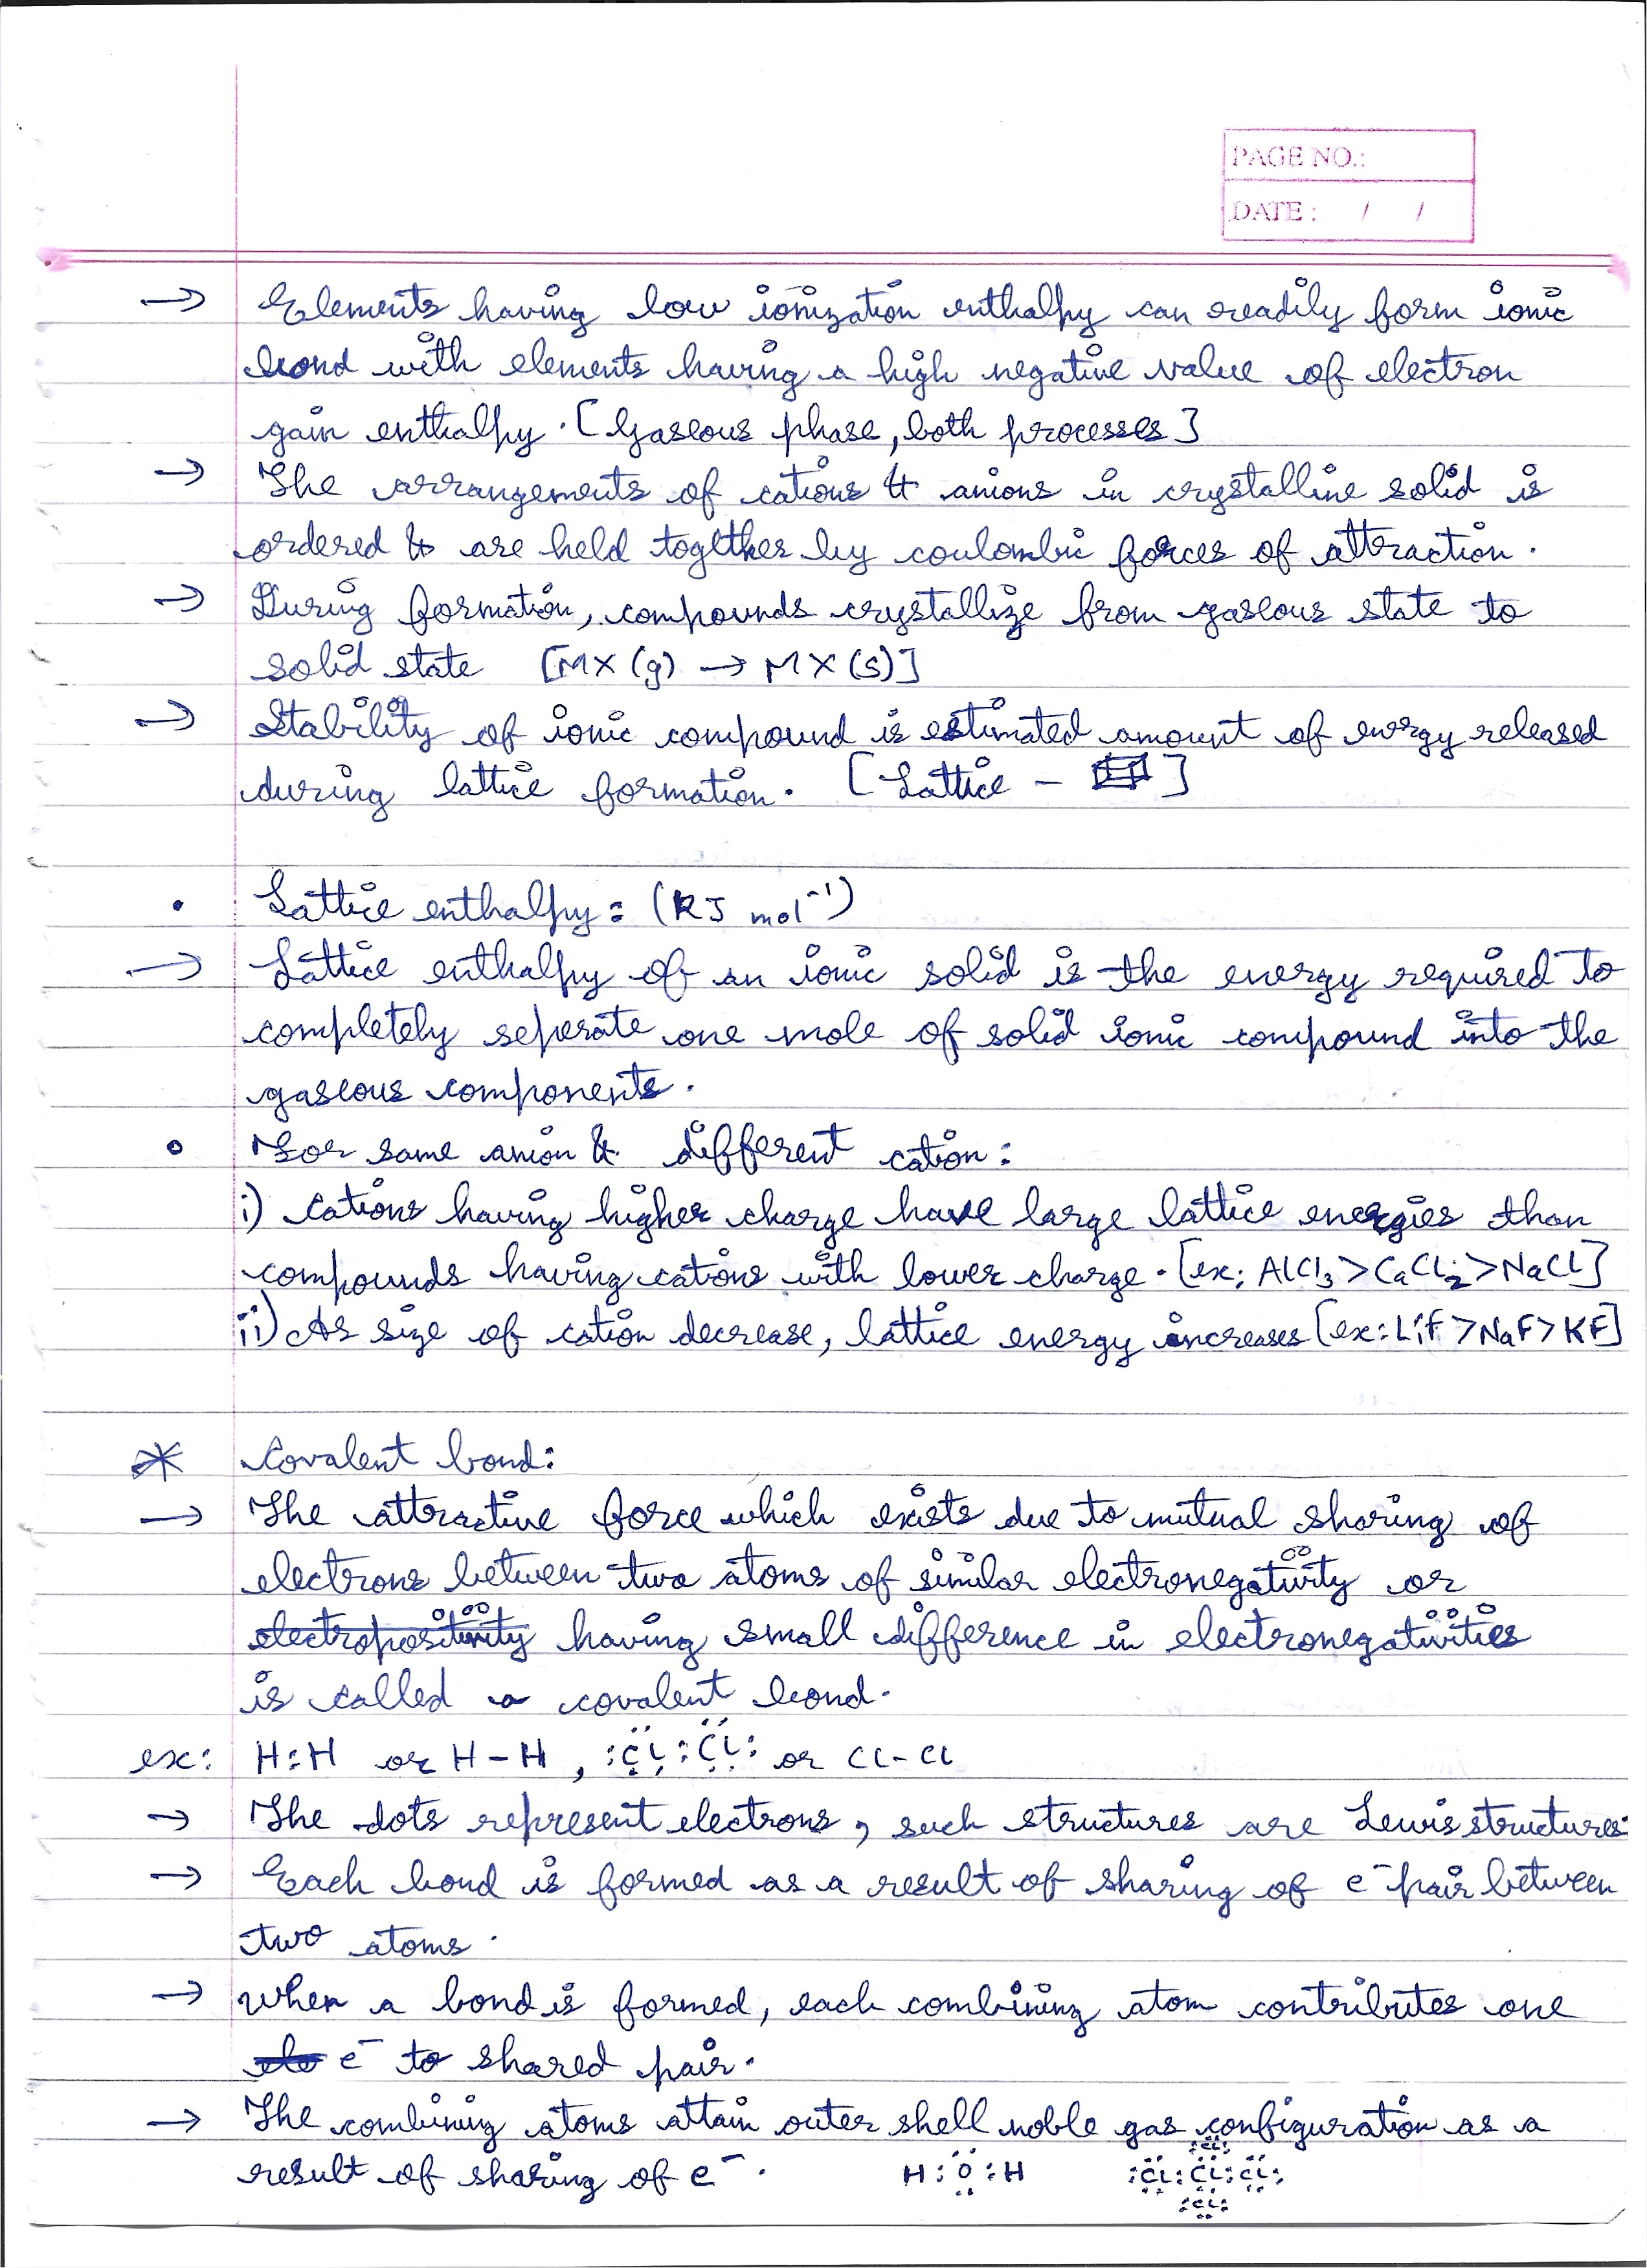 PAGE NO.:
DATE : / /
→ Elements having low ionization enthalpy can readily form ionic
bond with elements having a high negative value of electron
gain enthalpy. [Gaseous phase, both processes]
→ The arrangements of cations & anions in crystalline solid is
ordered & are held together by coulombic forces of attraction.
→ During formation, compounds crystallize from gaseous state to
solid state [MX (g) → MX (s)]
→ Stability of ionic compound is estimated amount of energy released
during lattice formation. [Lattice - ]
• Lattice enthalpy: (KJ mol⁻¹)
→ Lattice enthalpy of an ionic solid is the energy required to
completely seperate one mole of solid ionic compound into the
gaseous components.
• For same anion & different cation:
i) Cations having higher charge have large lattice energies than
compounds having cations with lower charge. [ex; AlCl₃ > CaCl₂ > NaCl]
ii) As size of cation decrease, lattice energy increases [ex: LiF > NaF > KF]
* Covalent bond:
→ The attractive force which exists due to mutual sharing of
electrons between two atoms of similar electronegativity or
electropositivity having small difference in electronegativities
is called a covalent bond.
ex: H:H or H-H, :Cl:Cl: or Cl-Cl
→ The dots represent electrons, such structures are Lewis structures.
→ Each bond is formed as a result of sharing of e⁻ pair between
two atoms.
→ When a bond is formed, each combining atom contributes one
e⁻ to shared pair.
→ The combining atoms attain outer shell noble gas configuration as a
result of sharing of e⁻. H:O:H :Cl:Cl:Cl:
:Cl:
:Cl: